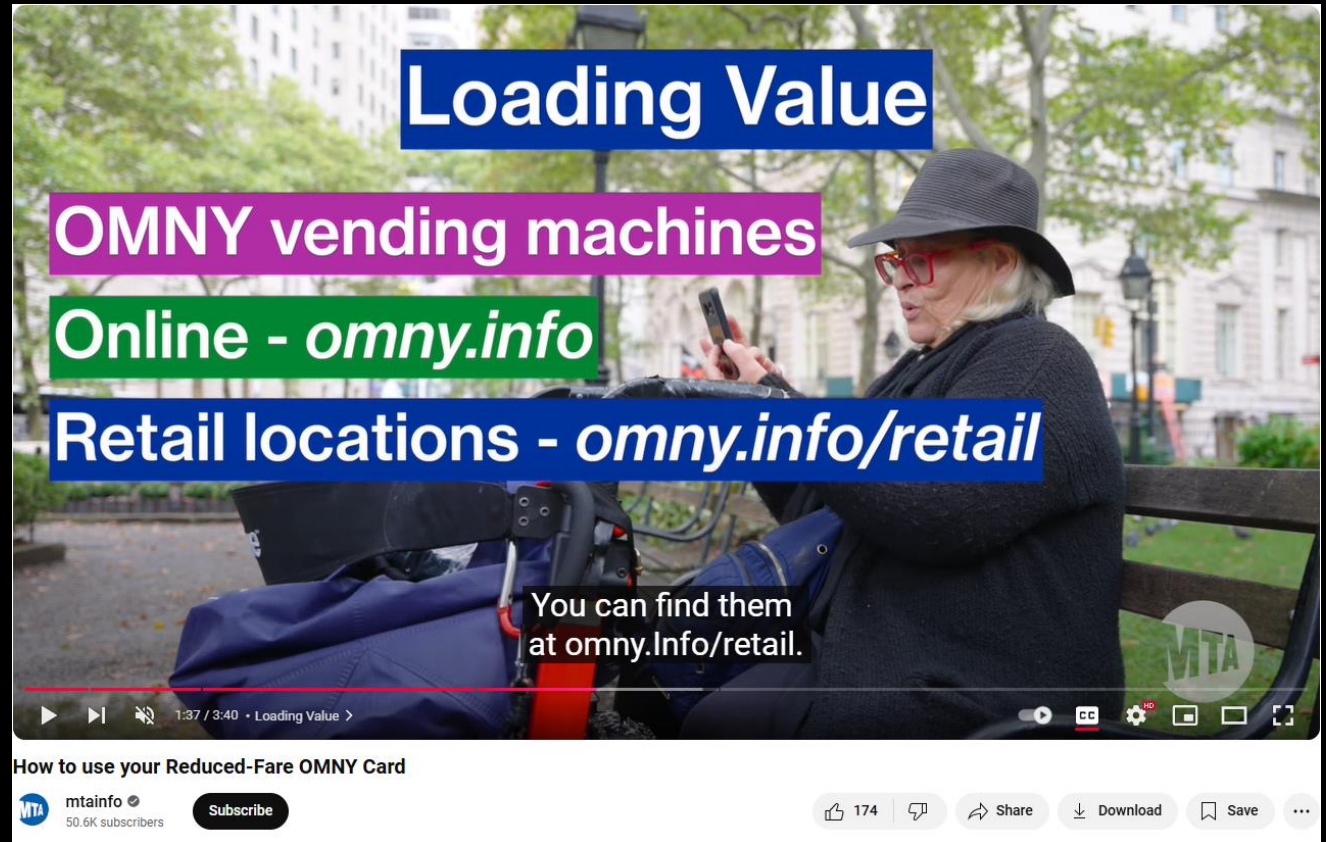 Loading Value
OMNY vending machines
Online - omny.info
Retail locations - omny.info/retail
You can find them
at omny.Info/retail.
MTA
1:37 / 3:40 • Loading Value >
CC
HD
How to use your Reduced-Fare OMNY Card
MTA
mtainfo
50.6K subscribers
Subscribe
174
Share
Download
Save